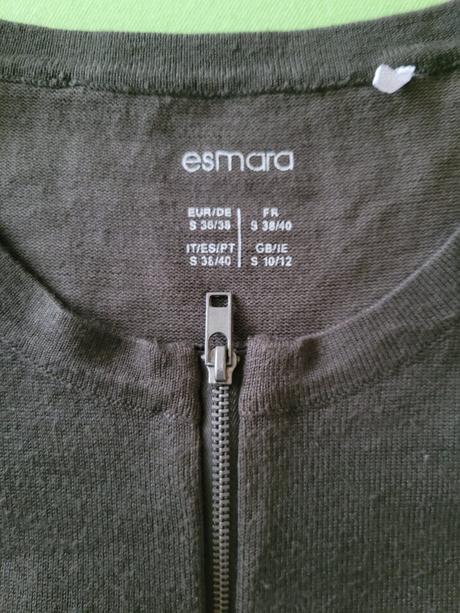 esmara
EUR/DE FR
S 36/38 S 38/40
IT/ES/PT GB/IE
S 38/40 S 10/12